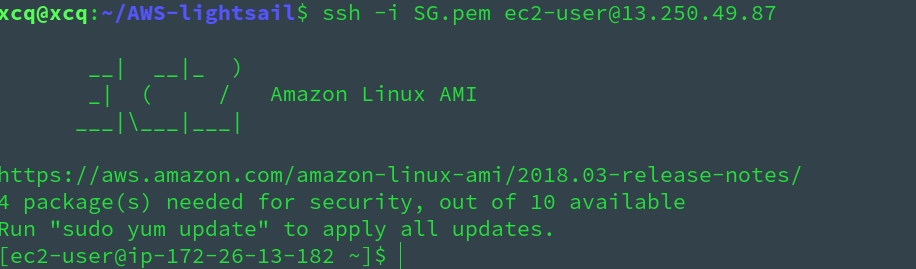 xcq@xcq:~/AWS-lightsail$ ssh -i SG.pem ec2-user@13.250.49.87
__|  __|_  )
_|  (     /   Amazon Linux AMI
___|\___|___|
https://aws.amazon.com/amazon-linux-ami/2018.03-release-notes/
4 package(s) needed for security, out of 10 available
Run "sudo yum update" to apply all updates.
[ec2-user@ip-172-26-13-182 ~]$